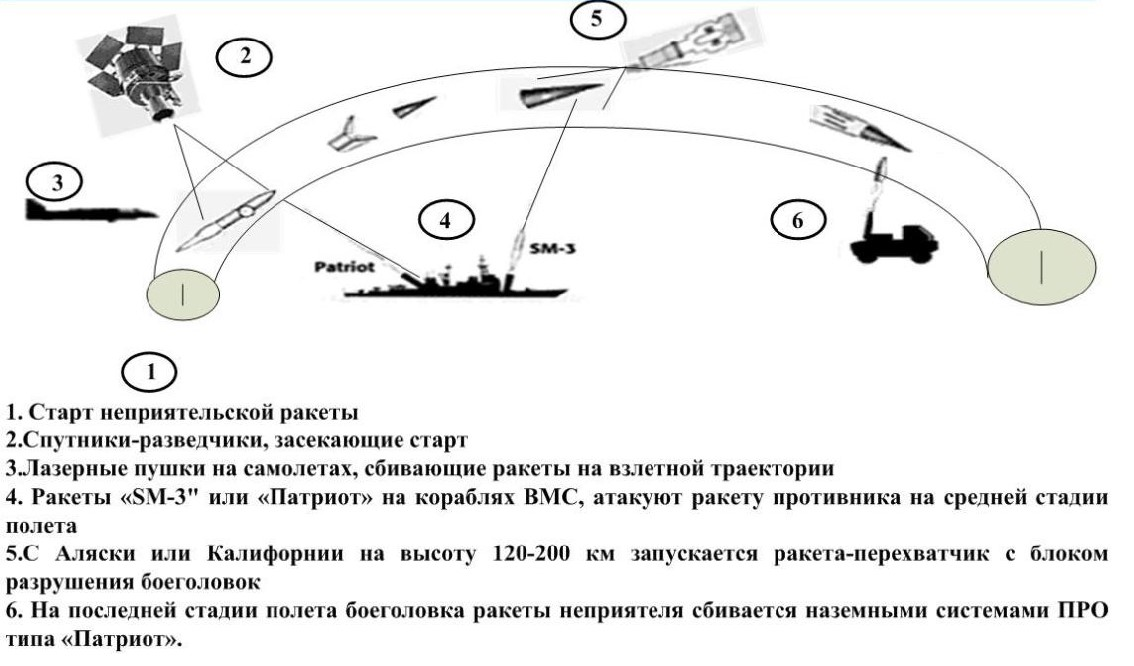 5
2
3
4
6
SM-3
Patriot
1
1. Старт неприятельской ракеты
2.Спутники-разведчики, засекающие старт
3.Лазерные пушки на самолетах, сбивающие ракеты на взлетной траектории
4. Ракеты «SM-3" или «Патриот» на кораблях ВМС, атакуют ракету противника на средней стадии
полета
5.С Аляски или Калифорнии на высоту 120-200 км запускается ракета-перехватчик с блоком
разрушения боеголовок
6. На последней стадии полета боеголовка ракеты неприятеля сбивается наземными системами ПРО
типа «Патриот».